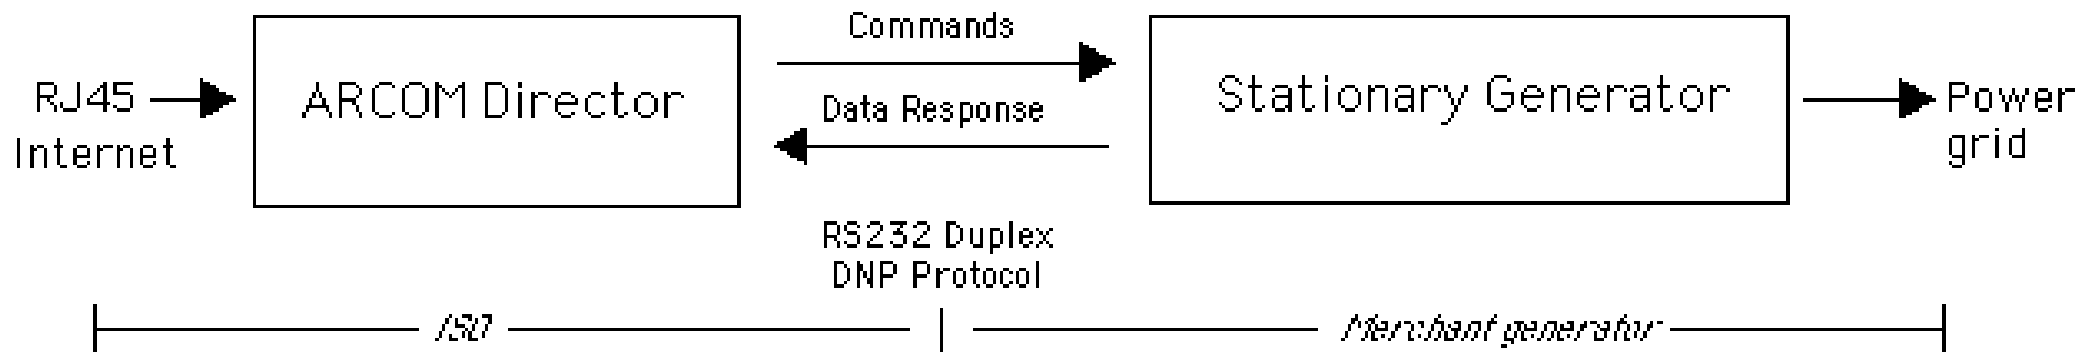 RJ45
Internet
ARCOM Director
Commands
Data Response
RS232 Duplex
DNP Protocol
Stationary Generator
Power
grid
ISO
Merchant generator